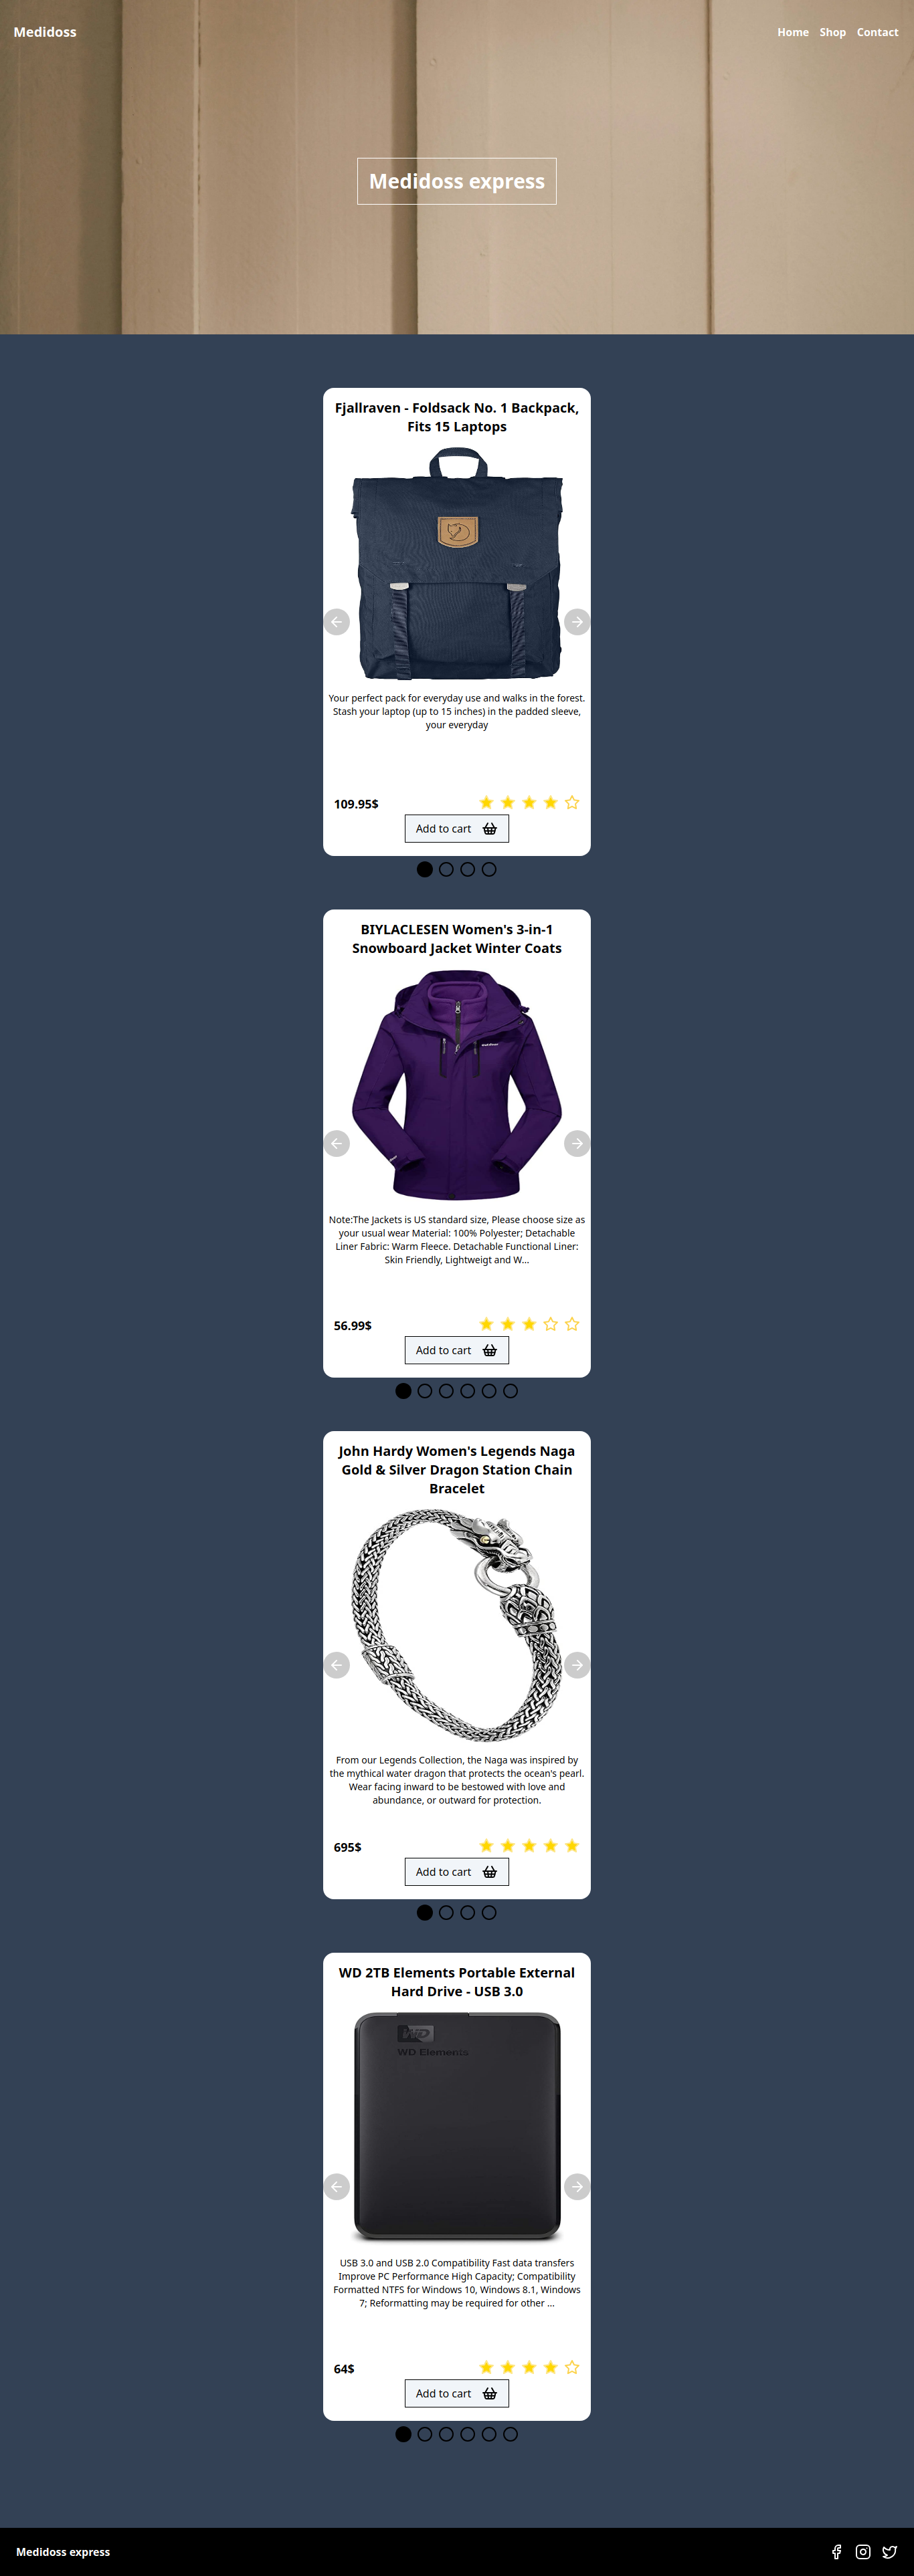 Medidoss
Home Shop Contact
Medidoss express
Fjallraven - Foldsack No. 1 Backpack,
Fits 15 Laptops
Your perfect pack for everyday use and walks in the forest.
Stash your laptop (up to 15 inches) in the padded sleeve,
your everyday
109.95$
Add to cart
BIYLACLESEN Women's 3-in-1
Snowboard Jacket Winter Coats
Note:The Jackets is US standard size, Please choose size as
your usual wear Material: 100% Polyester; Detachable
Liner Fabric: Warm Fleece. Detachable Functional Liner:
Skin Friendly, Lightweigt and W...
56.99$
Add to cart
John Hardy Women's Legends Naga
Gold & Silver Dragon Station Chain
Bracelet
From our Legends Collection, the Naga was inspired by
the mythical water dragon that protects the ocean's pearl.
Wear facing inward to be bestowed with love and
abundance, or outward for protection.
695$
Add to cart
WD 2TB Elements Portable External
Hard Drive - USB 3.0
WD
WD Elements
USB 3.0 and USB 2.0 Compatibility Fast data transfers
Improve PC Performance High Capacity; Compatibility
Formatted NTFS for Windows 10, Windows 8.1, Windows
7; Reformatting may be required for other ...
64$
Add to cart
Medidoss express